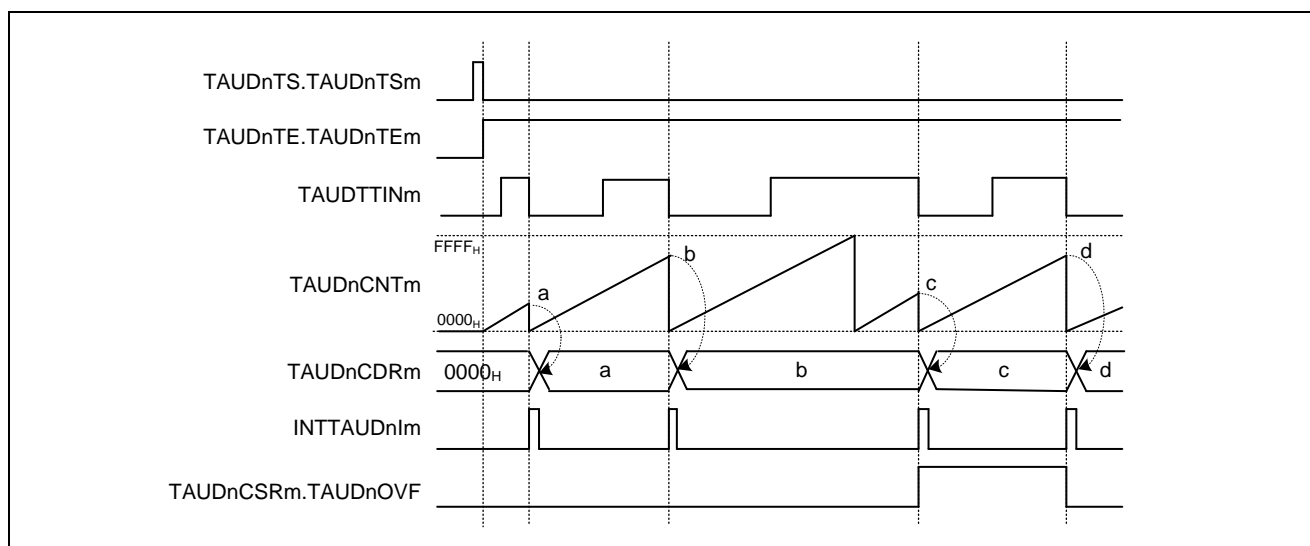 TAUDnTS.TAUDnTSm
TAUDnTE.TAUDnTEm
TAUDTTINm
FFFFH
TAUDnCNTm
0000H
a
b
c
d
TAUDnCDRm
0000H
a
b
c
d
INTTAUDnIm
TAUDnCSRm.TAUDnOVF